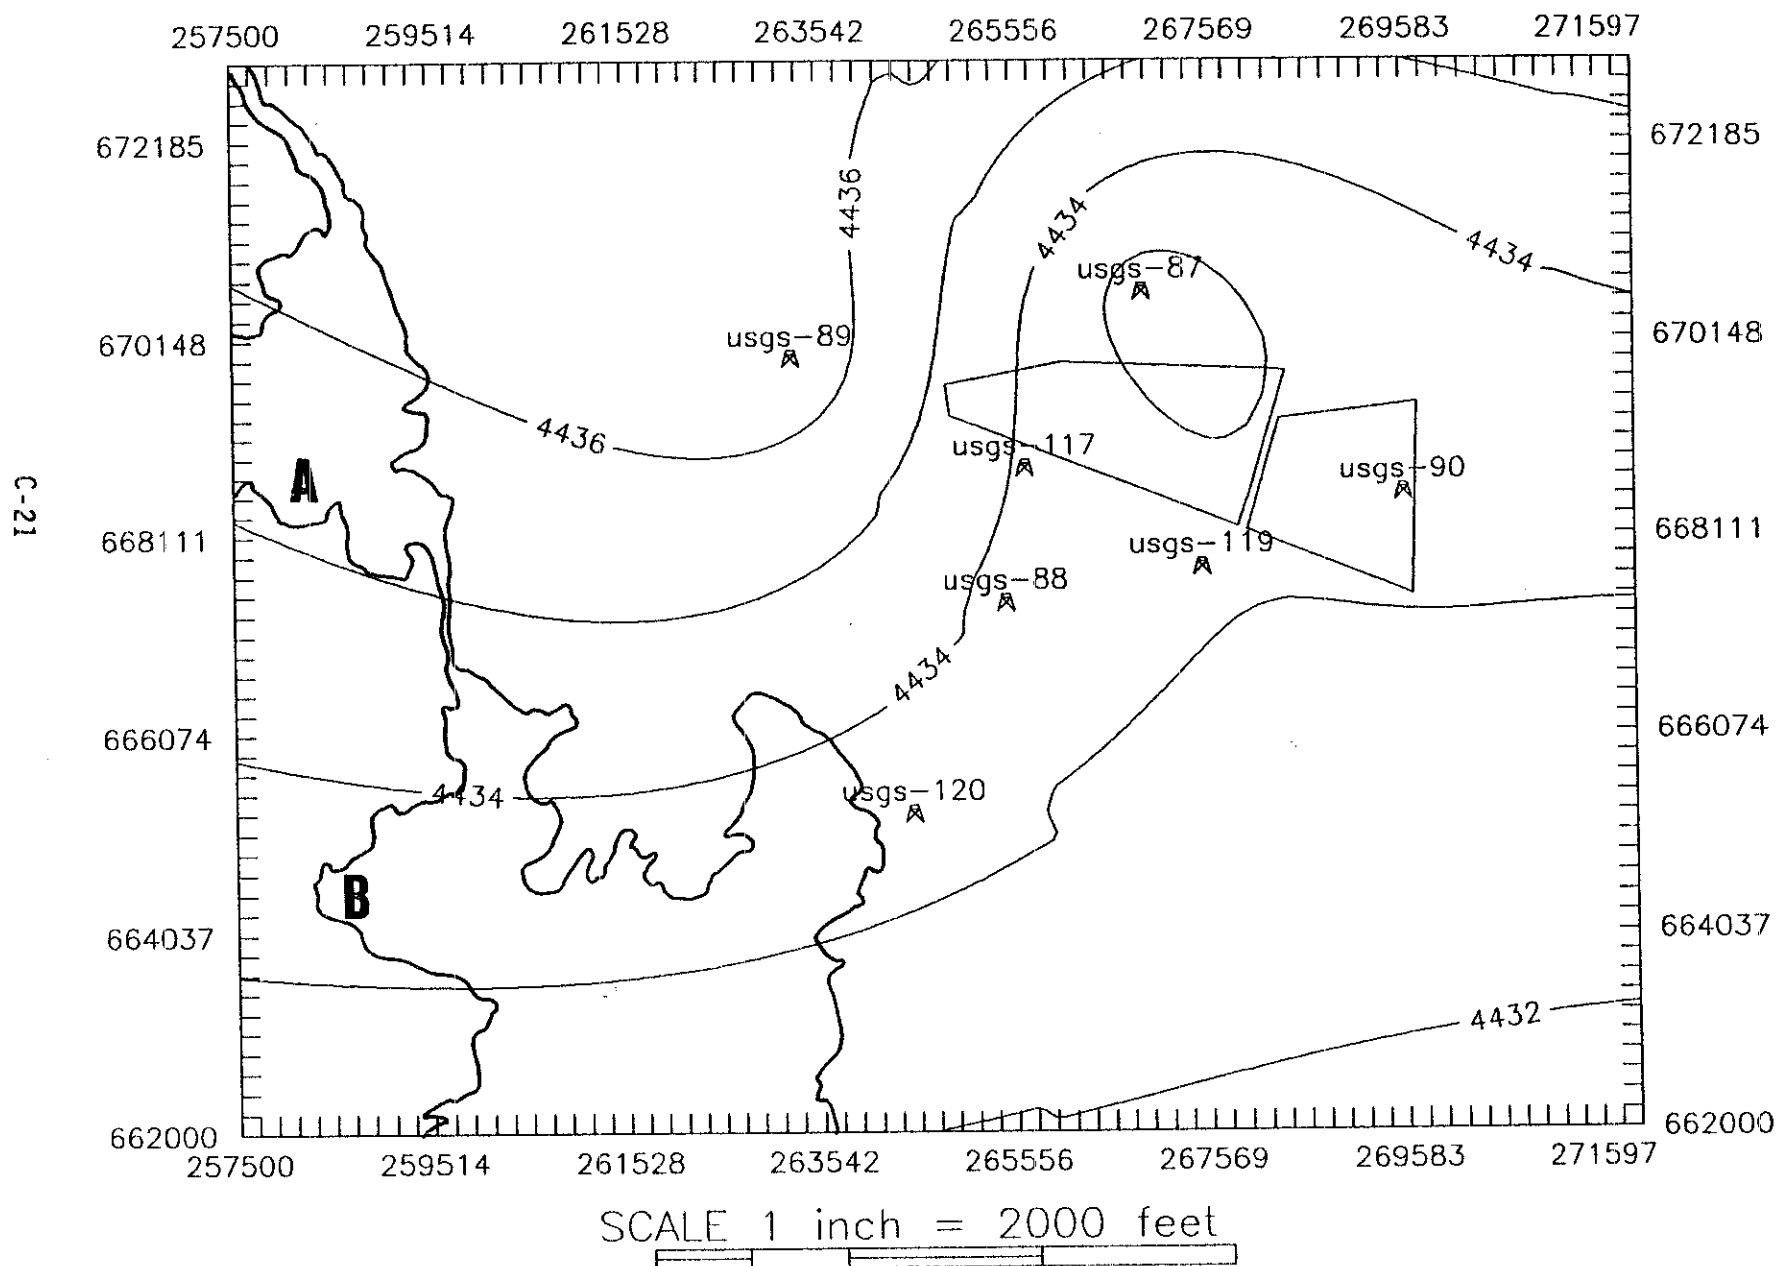 257500 259514 261528 263542 265556 267569 269583 271597
672185 672185
4436
4434
4434
usgs-87
usgs-89
670148 670148
4436
usgs-117
usgs-90
A
C-21
668111 668111
usgs-119
usgs-88
4434
666074 666074
4434
usgs-120
B
664037 664037
4432
662000 662000
257500 259514 261528 263542 265556 267569 269583 271597
SCALE 1 inch = 2000 feet